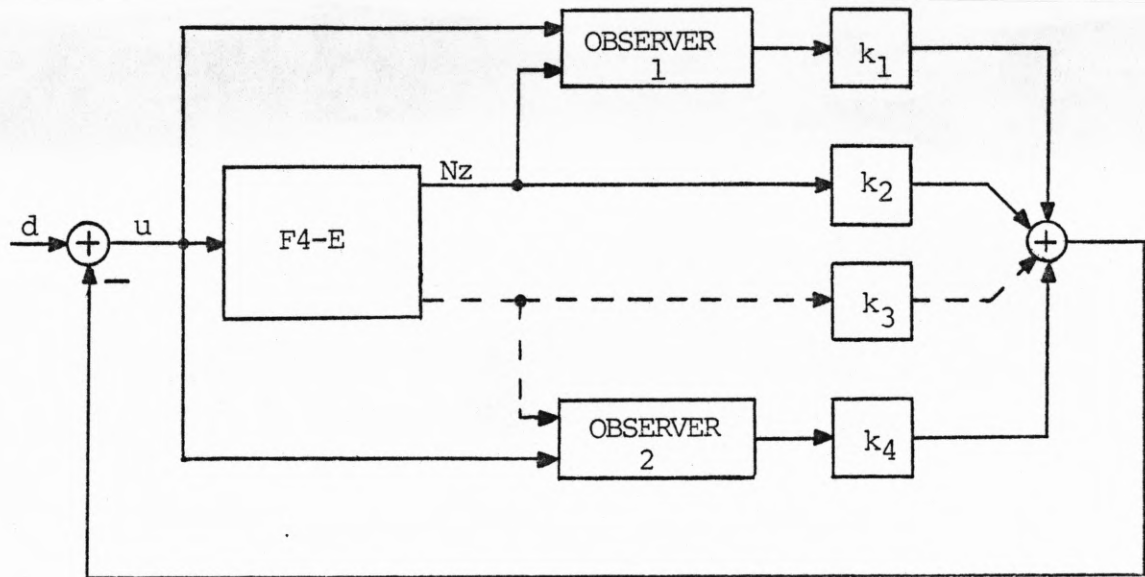 OBSERVER
1
k1
Nz
k2
d
+
u
F4-E
+
−
k3
OBSERVER
2
k4